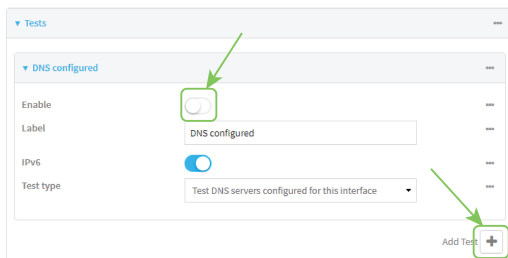 Tests
DNS configured
Enable
Label
DNS configured
IPv6
Test type
Test DNS servers configured for this interface
Add Test